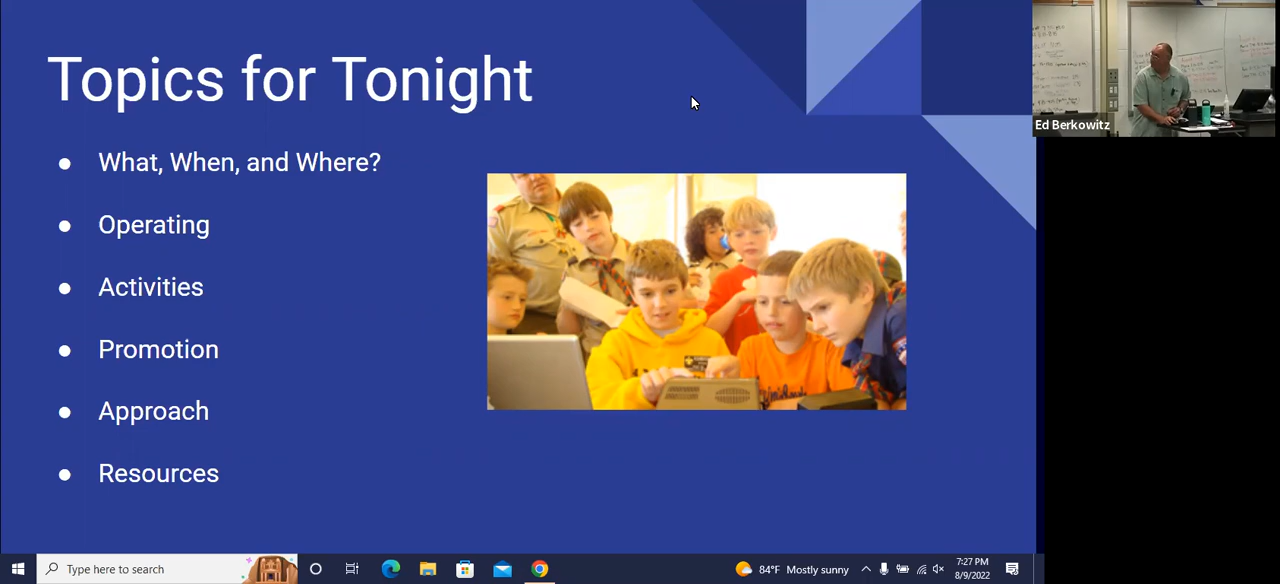 Topics for Tonight
What, When, and Where?
Operating
Activities
Promotion
Approach
Resources
Ed Berkowitz
Type here to search
84°F Mostly sunny
7:27 PM
8/9/2022